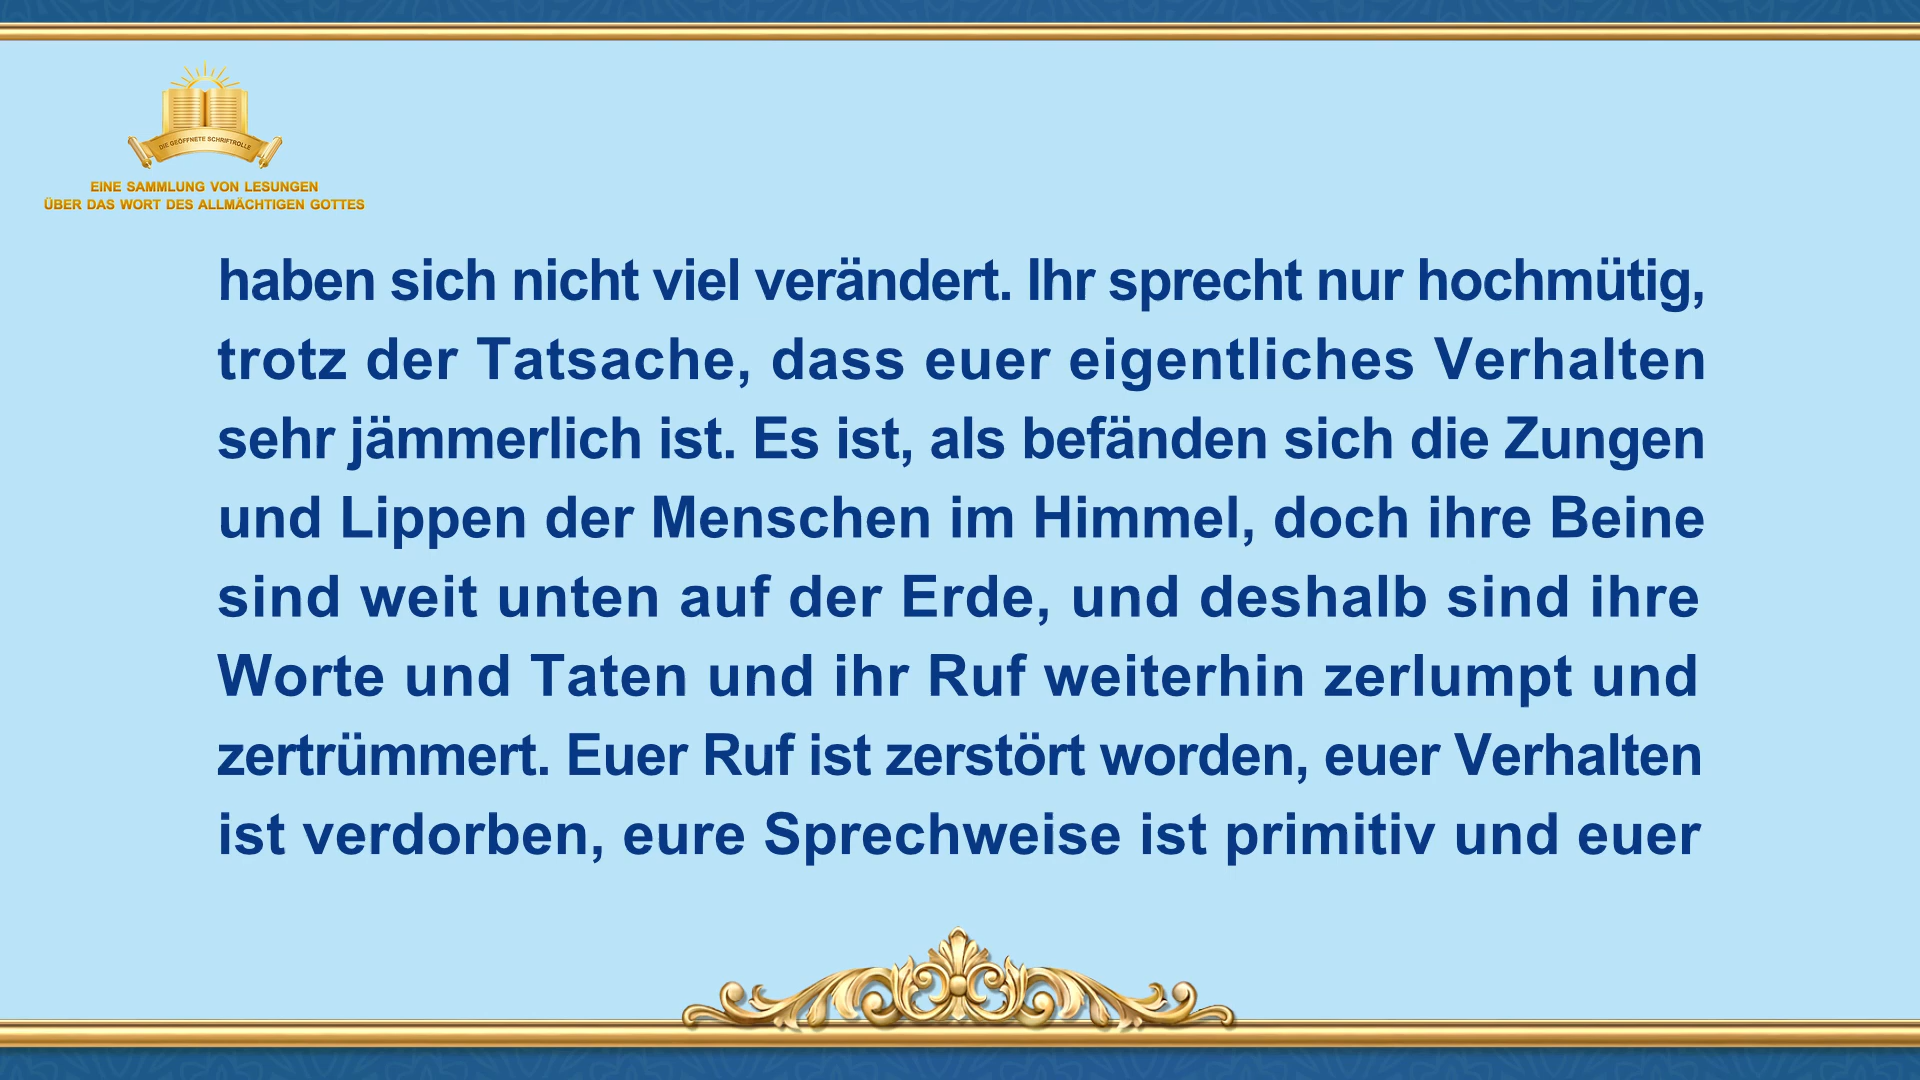 DIE GEÖFFNETE SCHRIFTROLLE
EINE SAMMLUNG VON LESUNGEN
ÜBER DAS WORT DES ALLMÄCHTIGEN GOTTES
haben sich nicht viel verändert. Ihr sprecht nur hochmütig,
trotz der Tatsache, dass euer eigentliches Verhalten
sehr jämmerlich ist. Es ist, als befänden sich die Zungen
und Lippen der Menschen im Himmel, doch ihre Beine
sind weit unten auf der Erde, und deshalb sind ihre
Worte und Taten und ihr Ruf weiterhin zerlumpt und
zertrümmert. Euer Ruf ist zerstört worden, euer Verhalten
ist verdorben, eure Sprechweise ist primitiv und euer